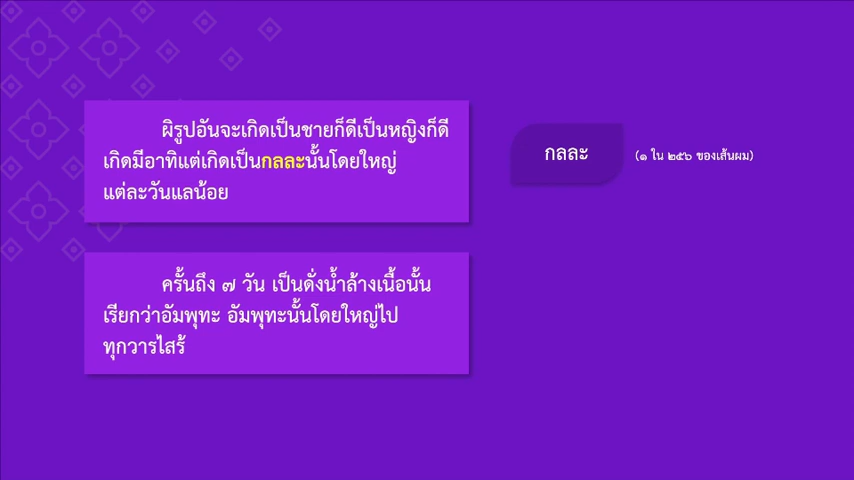 ผิรูปอันจะเกิดเป็นชายก็ดีเป็นหญิงก็ดี
เกิดมีอาทิแต่เกิดเป็นกลละนั้นโดยใหญ่
แต่ละวันแลน้อย
กลละ
(๑ ใน ๒๕๖ ของเส้นผม)
ครั้นถึง ๗ วัน เป็นดั่งน้ำล้างเนื้อนั้น
เรียกว่าอัมพุทะ อัมพุทะนั้นโดยใหญ่ไป
ทุกวารไสร้